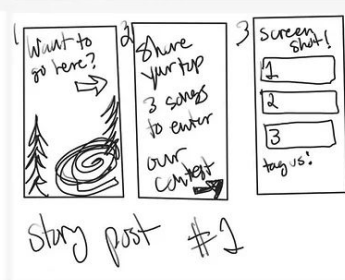 1
Want to
go here?
2
Share
your top
3 songs
to enter
our
contest
3
Screen
shot!
1
2
3
tag us!
Story post #1